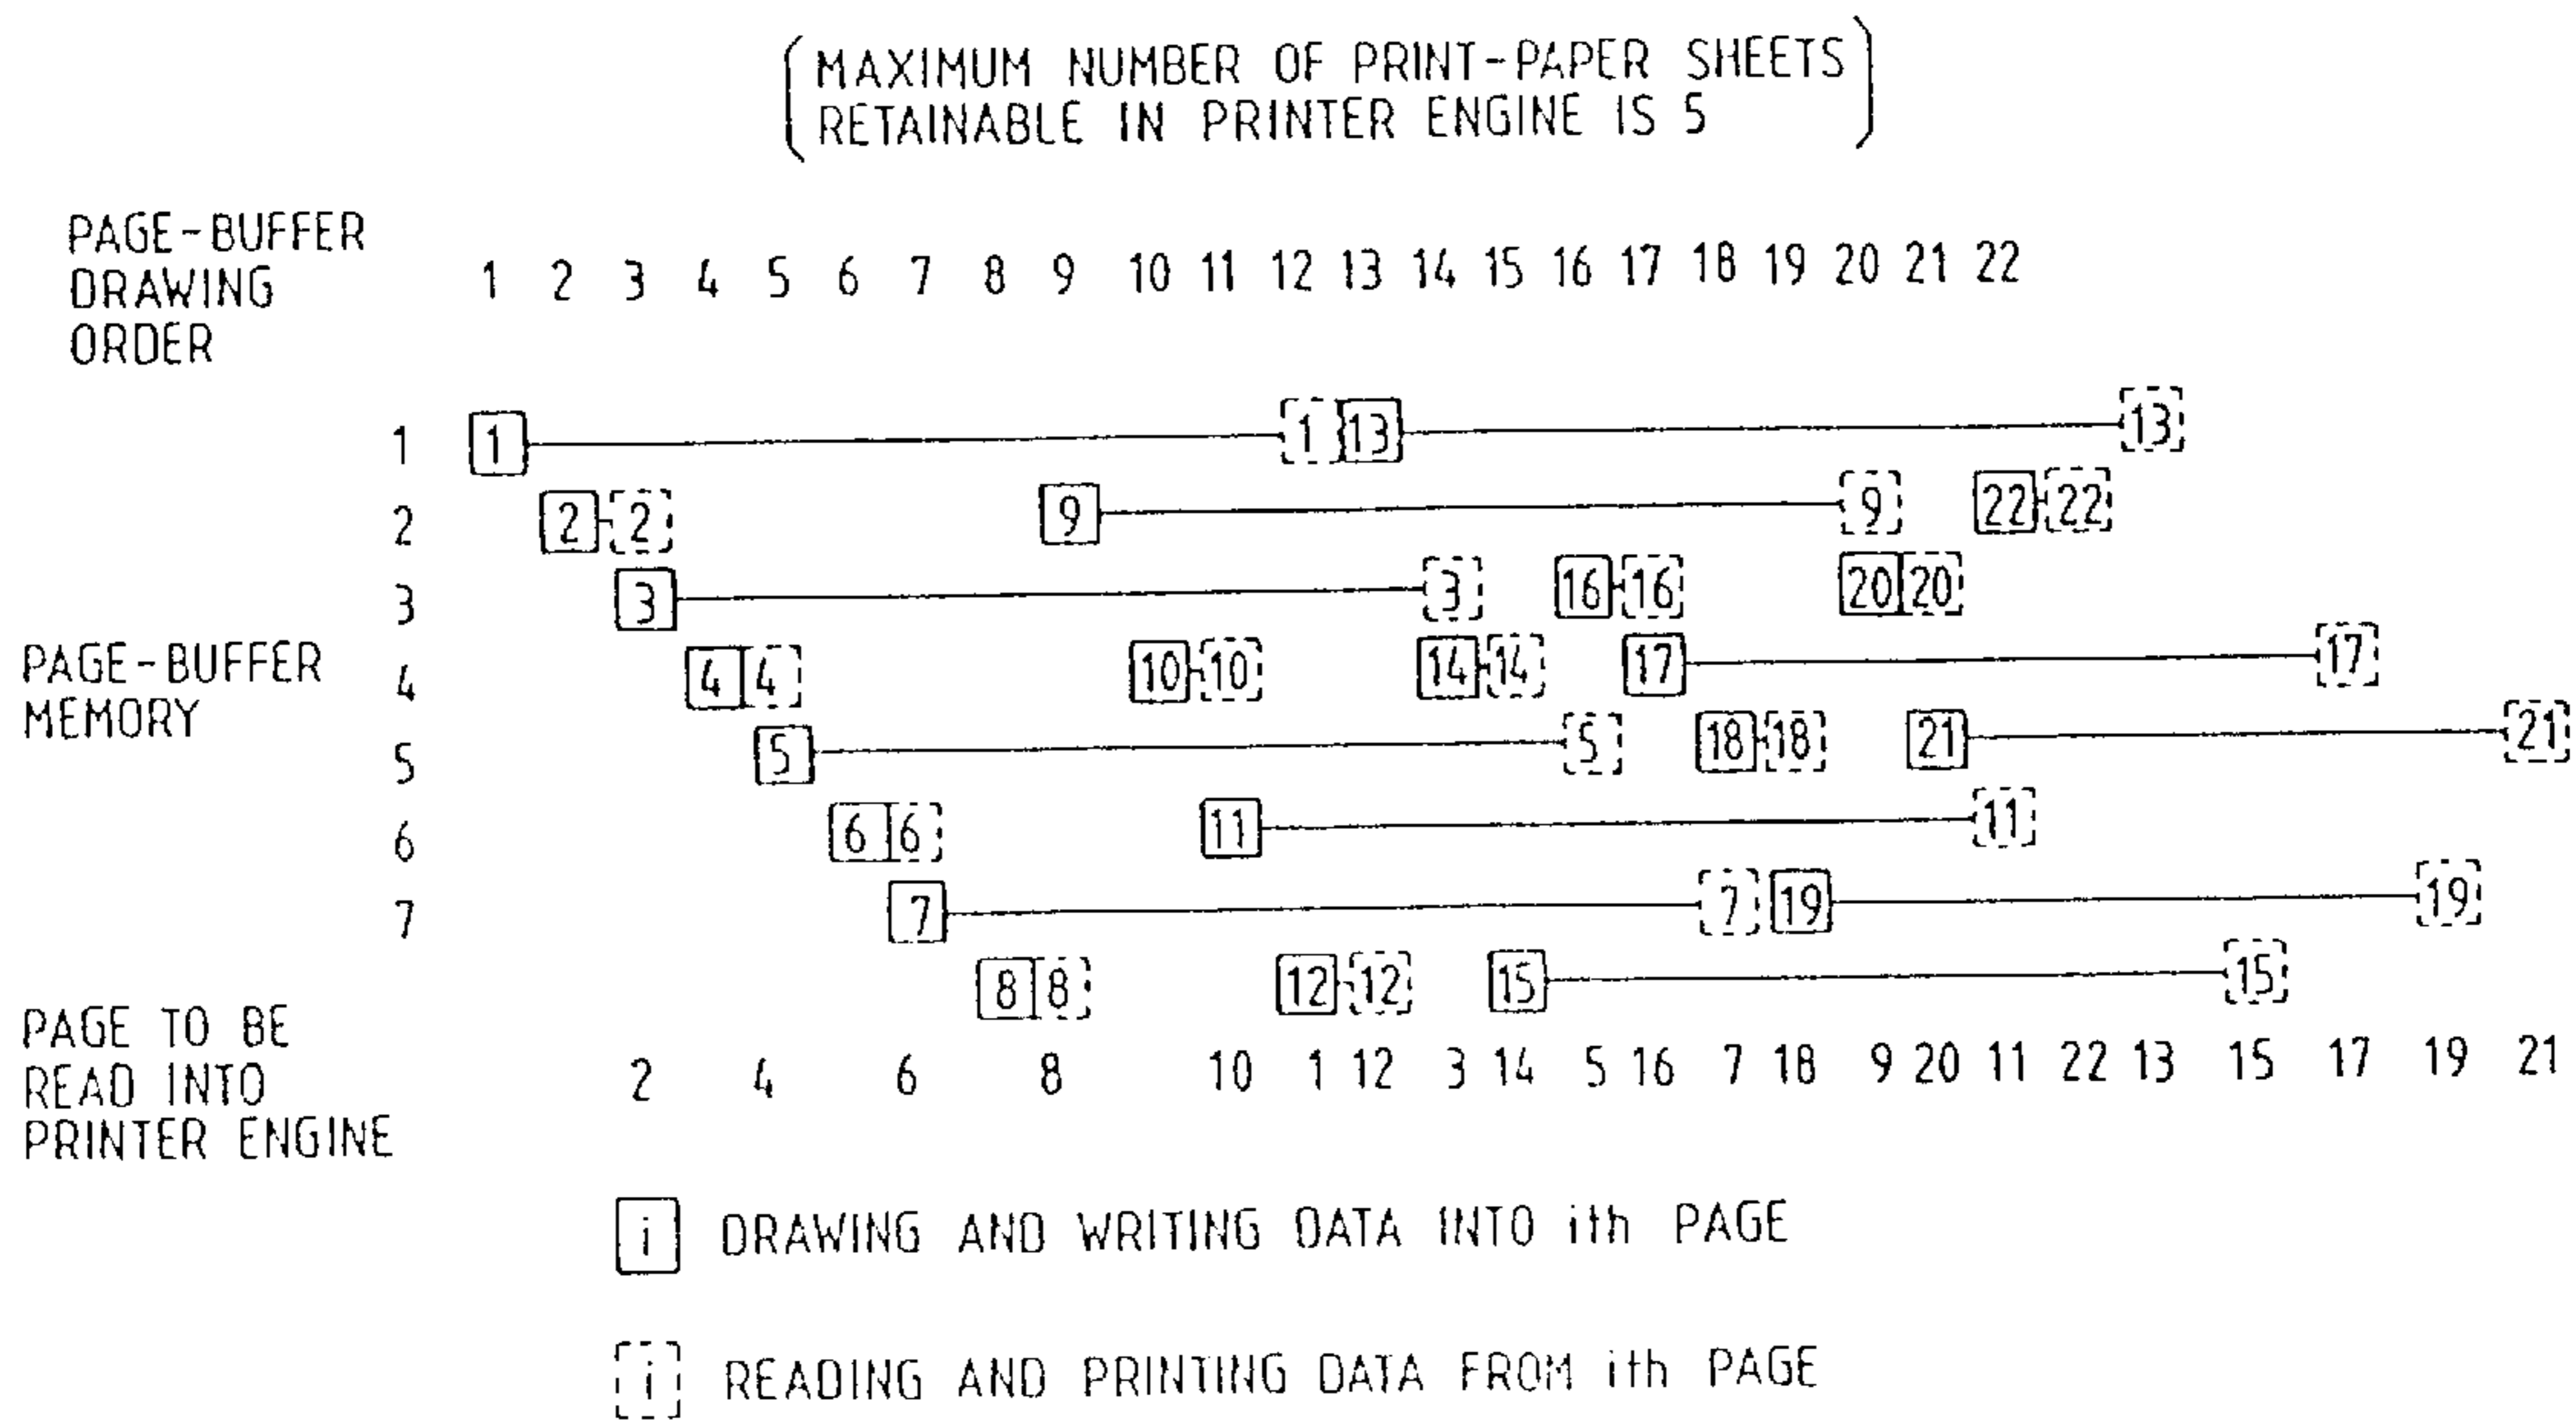 MAXIMUM NUMBER OF PRINT-PAPER SHEETS
RETAINABLE IN PRINTER ENGINE IS 5
PAGE-BUFFER
DRAWING
ORDER
1 2 3 4 5 6 7 8 9 10 11 12 13 14 15 16 17 18 19 20 21 22
1 1 1 13 13
2 2 2 9 9 22 22
3 3 3 16 16 20 20
PAGE-BUFFER
MEMORY
4 4 4 10 10 14 14 17 17
5 5 5 18 18 21 21
6 6 6 11 11
7 7 7 19 19
8 8 12 12 15 15
PAGE TO BE
READ INTO
PRINTER ENGINE
2 4 6 8 10 1 12 3 14 5 16 7 18 9 20 11 22 13 15 17 19 21
i DRAWING AND WRITING DATA INTO ith PAGE
i READING AND PRINTING DATA FROM ith PAGE